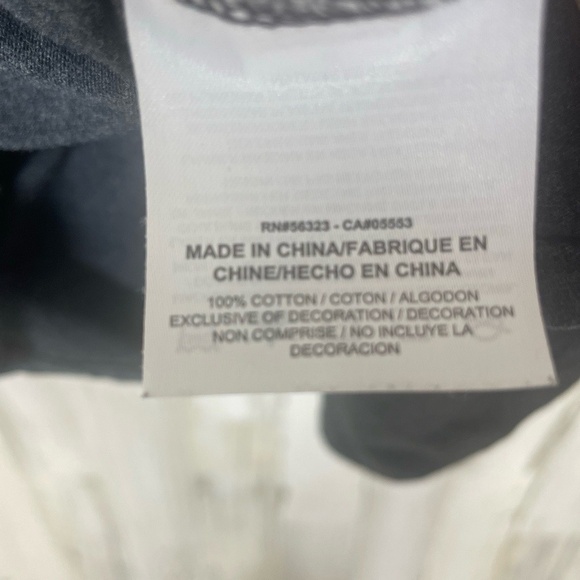 RN#56323 - CA#05553
MADE IN CHINA/FABRIQUE EN
CHINE/HECHO EN CHINA
100% COTTON / COTON / ALGODON
EXCLUSIVE OF DECORATION / DECORATION
NON COMPRISE / NO INCLUYE LA
DECORACION